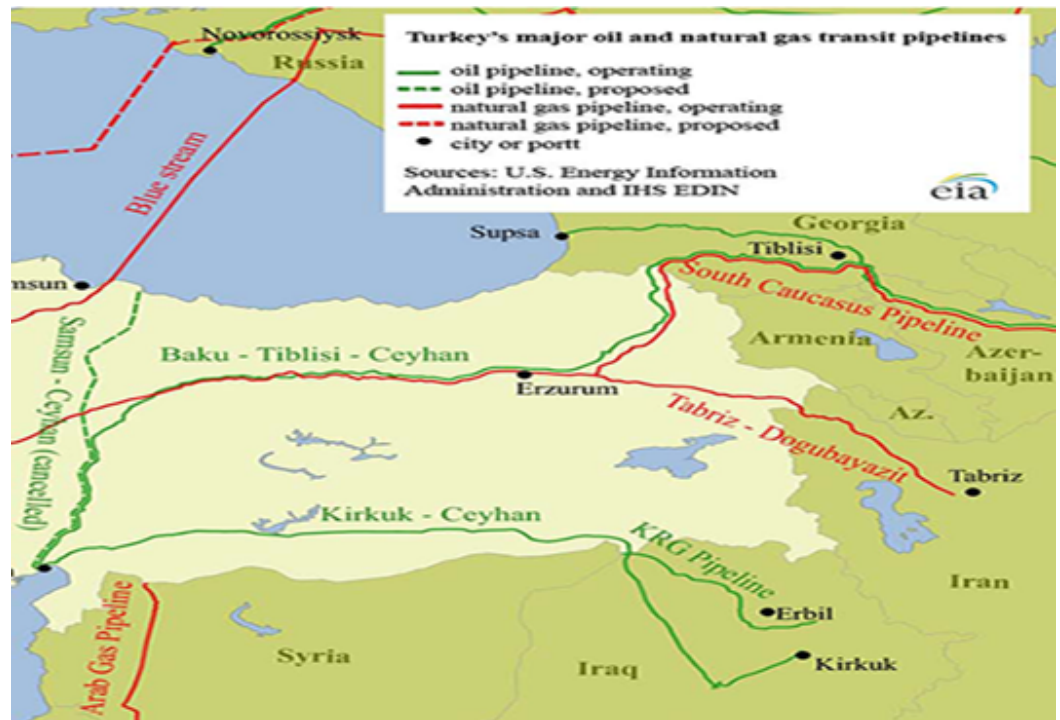 Turkey's major oil and natural gas transit pipelines
oil pipeline, operating
oil pipeline, proposed
natural gas pipeline, operating
natural gas pipeline, proposed
city or portt
Sources: U.S. Energy Information
Administration and IHS EDIN
eia
Novorossiysk
Russia
Blue stream
Supsa
Georgia
Tiblisi
msun
South Caucasus Pipeline
Armenia
Azer-
baijan
Baku - Tiblisi - Ceyhan
Erzurum
Az.
Samsun - Ceyhan (cancelled)
Tabriz - Dogubayazit
Tabriz
Kirkuk - Ceyhan
KRG Pipeline
Iran
Erbil
Arab Gas Pipeline
Syria
Iraq
Kirkuk